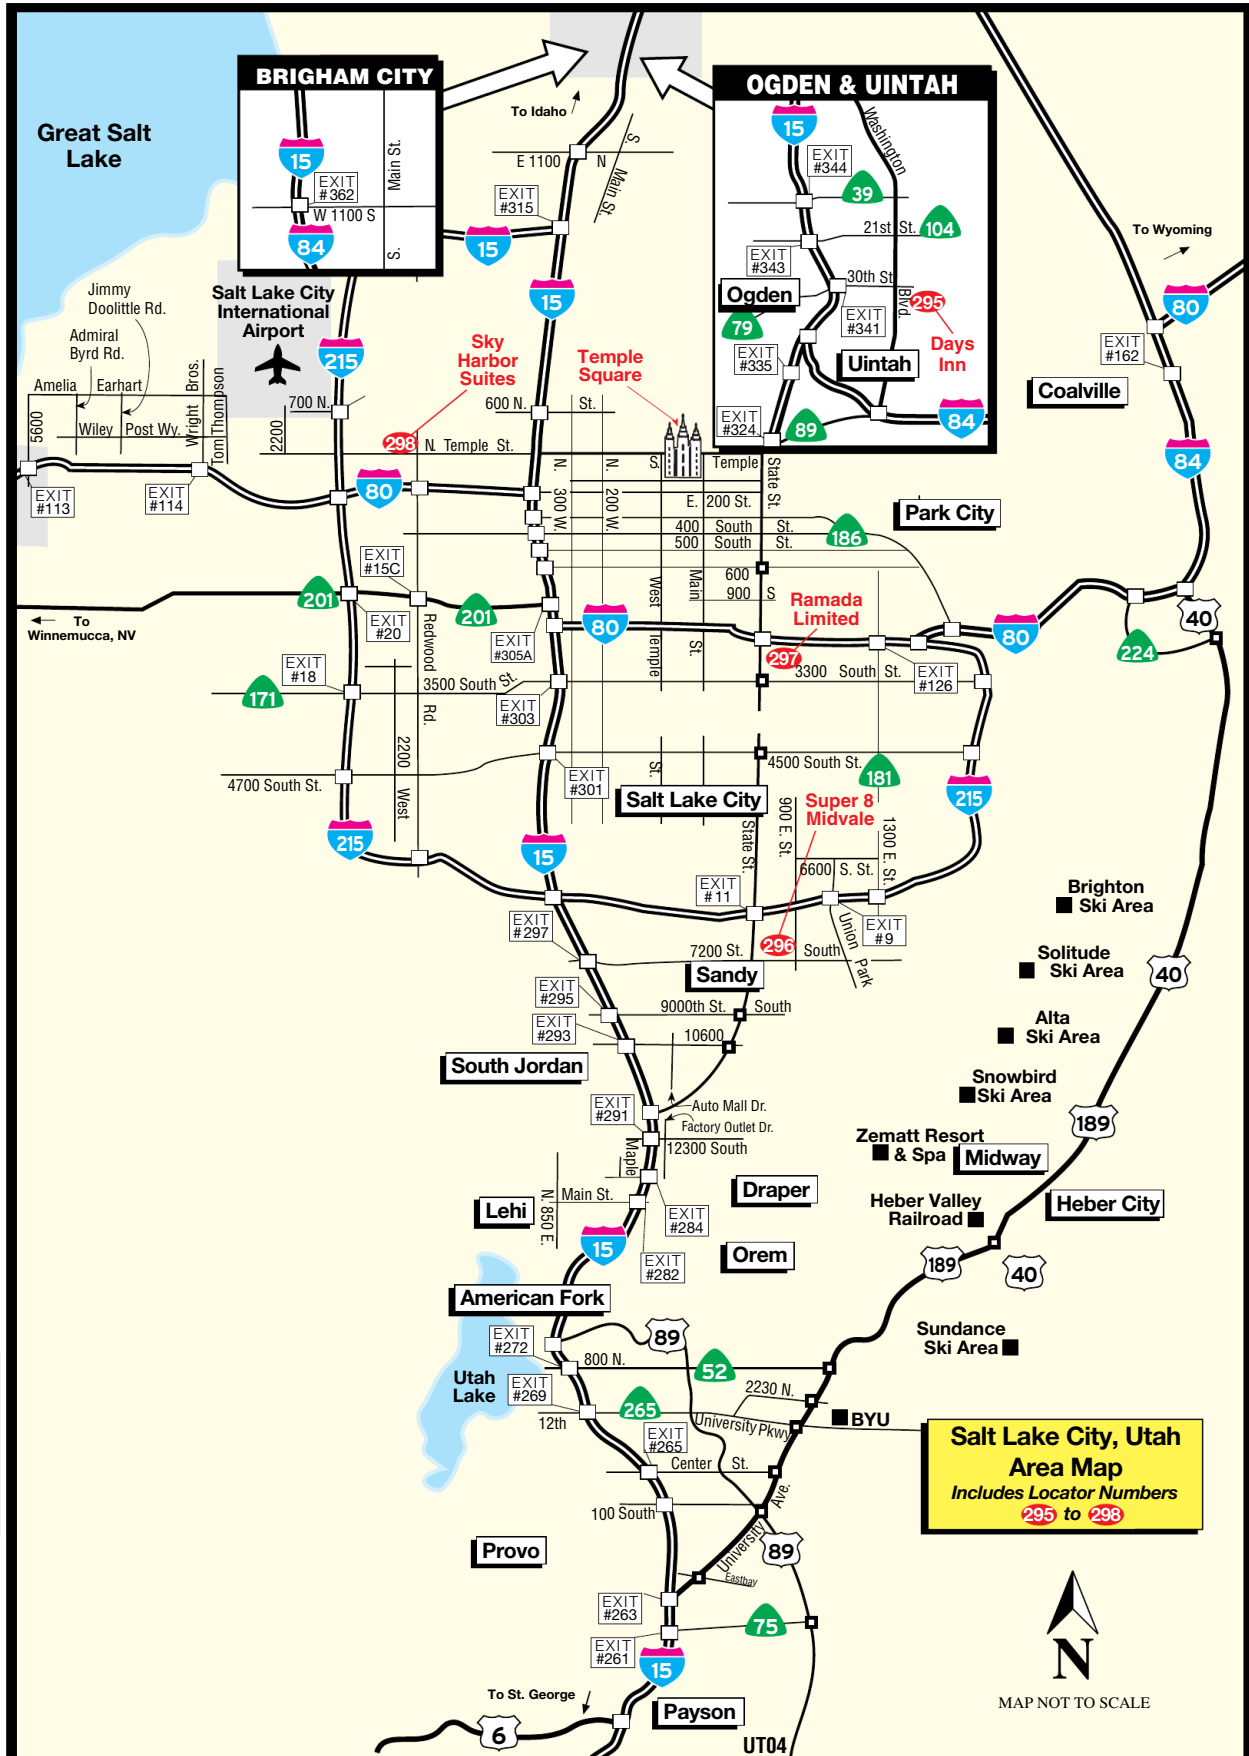 BRIGHAM CITY
15
EXIT
#362
Main St.
W 1100 S
84
S.
OGDEN & UINTAH
15
Washington
EXIT
#344
39
21st St.
104
EXIT
#343
30th St.
Blvd.
295
Ogden
EXIT
#341
79
Days
Inn
EXIT
#335
Uintah
EXIT
#324
89
84
Great Salt
Lake
To Idaho
E 1100 N
S.
Main St.
EXIT
#315
15
15
To Wyoming
80
EXIT
#162
Coalville
84
Jimmy
Doolittle Rd.
Admiral
Byrd Rd.
Salt Lake City
International
Airport
215
Sky
Harbor
Suites
Temple
Square
Amelia
Earhart
5600
Wiley
Post Wy.
Wright Bros.
Tom Thompson
700 N.
2200
600 N. St.
298
N. Temple St.
S. Temple
State St.
EXIT
#113
EXIT
#114
80
N.
300 W.
N.
200 W.
E. 200 St.
400 South St.
500 South St.
186
Park City
EXIT
#15C
600
900 S
West
Temple
St.
Main
St.
201
201
To
Winnemucca, NV
EXIT
#20
Redwood
Rd.
EXIT
#305A
80
Ramada
Limited
297
80
40
224
EXIT
#18
171
3500 South St.
EXIT
#303
3300 South St.
EXIT
#126
2200
West
4700 South St.
EXIT
#301
4500 South St.
181
215
Salt Lake City
215
15
State St.
900 E. St.
Super 8
Midvale
1300 E. St.
6600 S. St.
EXIT
#11
EXIT
#9
Union
Park
EXIT
#297
7200 St.
296
South
Sandy
Brighton
Ski Area
Solitude
Ski Area
40
Alta
Ski Area
Snowbird
Ski Area
EXIT
#295
9000th St. South
EXIT
#293
10600
South Jordan
EXIT
#291
Auto Mall Dr.
Factory Outlet Dr.
12300 South
Maple
189
Zematt Resort
& Spa
Midway
Heber Valley
Railroad
Heber City
Draper
Lehi
N. 850 E.
Main St.
EXIT
#284
15
EXIT
#282
Orem
189
40
American Fork
EXIT
#272
89
Sundance
Ski Area
800 N.
52
Utah
Lake
EXIT
#269
2230 N.
12th
265
University Pkwy.
BYU
EXIT
#265
Center St.
Ave.
100 South
University
89
Provo
Eastbay
EXIT
#263
75
EXIT
#261
15
To St. George
Payson
6
UT04
Salt Lake City, Utah
Area Map
Includes Locator Numbers
295 to 298
N
MAP NOT TO SCALE